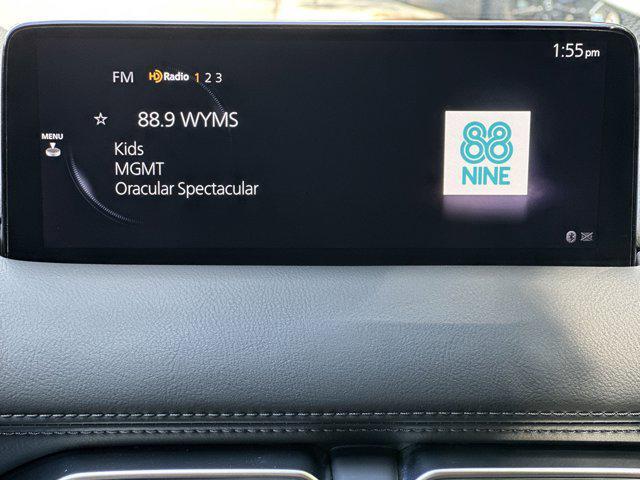 1:55pm
FM HD Radio 1 2 3
88.9 WYMS
MENU
Kids
MGMT
Oracular Spectacular
88
NINE